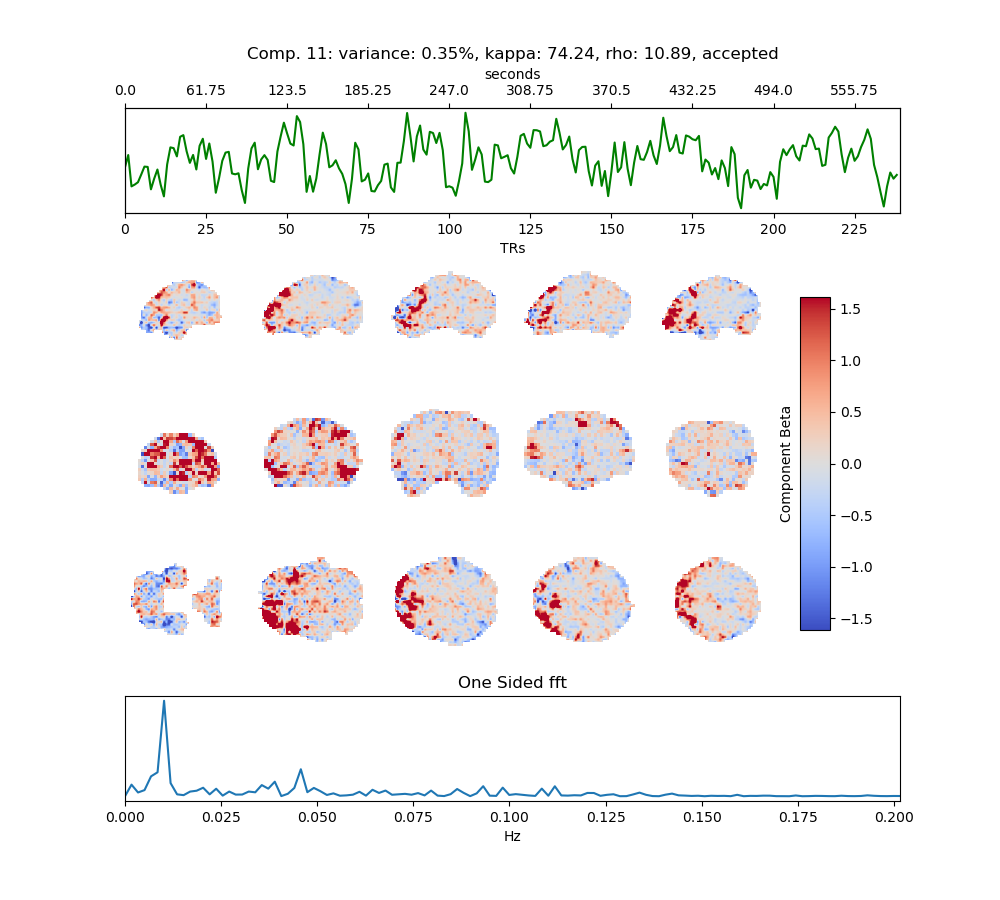 Comp. 11: variance: 0.35%, kappa: 74.24, rho: 10.89, accepted
seconds
0.0 61.75 123.5 185.25 247.0 308.75 370.5 432.25 494.0 555.75
0 25 50 75 100 125 150 175 200 225
TRs
1.5
1.0
0.5
0.0
−0.5
−1.0
−1.5
Component Beta
One Sided fft
0.000 0.025 0.050 0.075 0.100 0.125 0.150 0.175 0.200
Hz